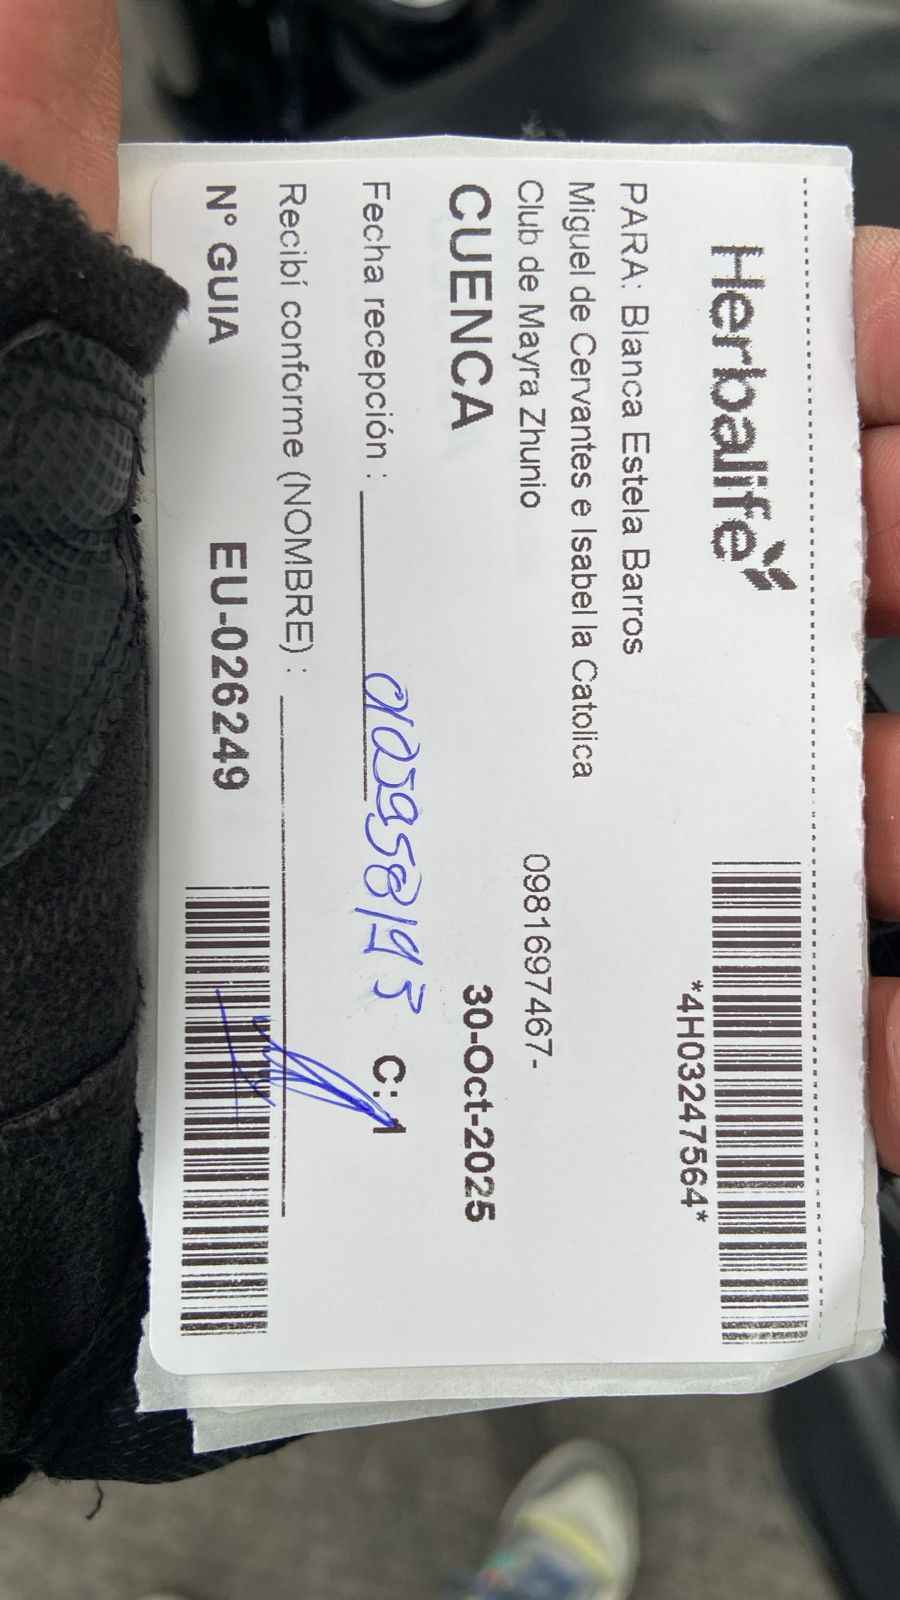 Herbalife
*4H03247564*
PARA: Blanca Estela Barros
Miguel de Cervantes e Isabel la Catolica
Club de Mayra Zhunio 0981697467-
CUENCA 30-Oct-2025
Fecha recepción : C: 1
Recibí conforme (NOMBRE) :
N° GUIA EU-026249